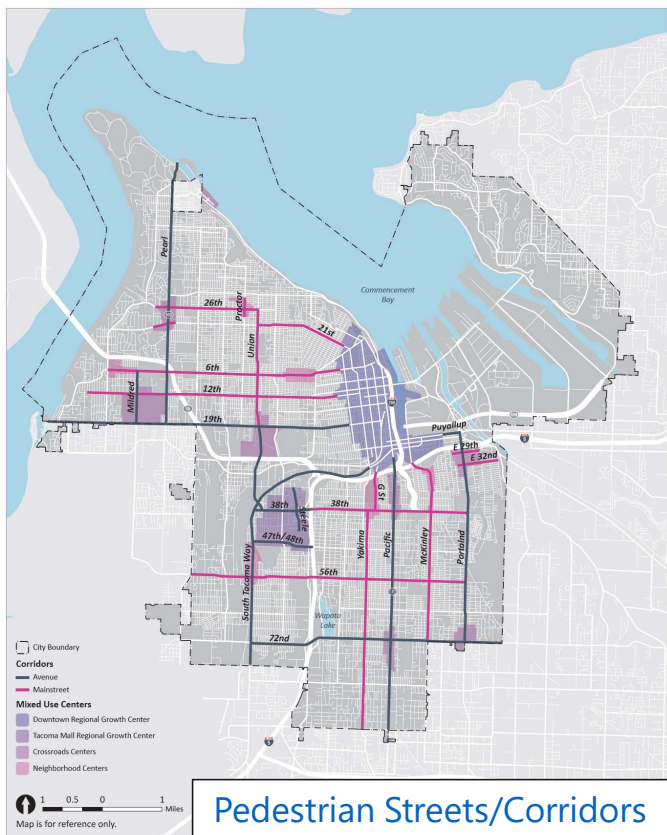 Pearl
26th
Proctor
Union
21st
Commencement
Bay
6th
12th
Mildred
19th
Puyallup
E 29th
E 32nd
38th
Steele
38th
G St
47th/48th
Yakima
Pacific
McKinley
Portalnd
56th
South Tacoma Way
Wapato
Lake
72nd
City Boundary
Corridors
Avenue
Mainstreet
Mixed Use Centers
Downtown Regional Growth Center
Tacoma Mall Regional Growth Center
Crossroads Centers
Neighborhood Centers
1 0.5 0 1
Miles
Map is for reference only.
Pedestrian Streets/Corridors